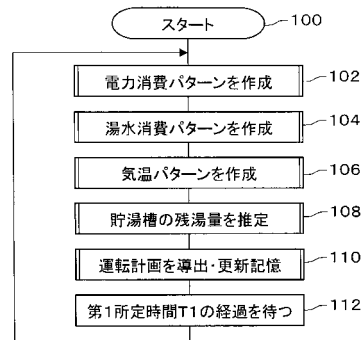 スタート 100
電力消費パターンを作成 102
湯水消費パターンを作成 104
気温パターンを作成 106
貯湯槽の残湯量を推定 108
運転計画を導出・更新記憶 110
第1所定時間T1の経過を待つ 112